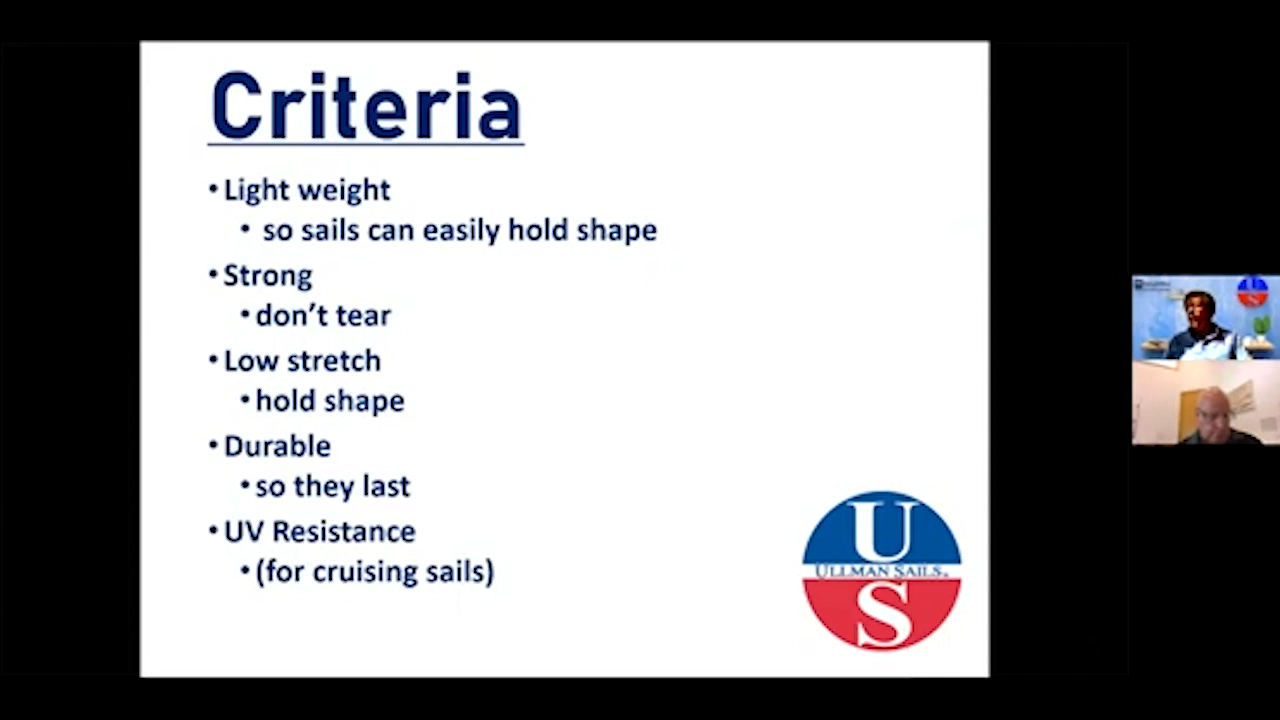 Criteria
• Light weight
• so sails can easily hold shape
• Strong
• don't tear
• Low stretch
• hold shape
• Durable
• so they last
• UV Resistance
• (for cruising sails)
U
ULLMAN SAILS
S
U
S